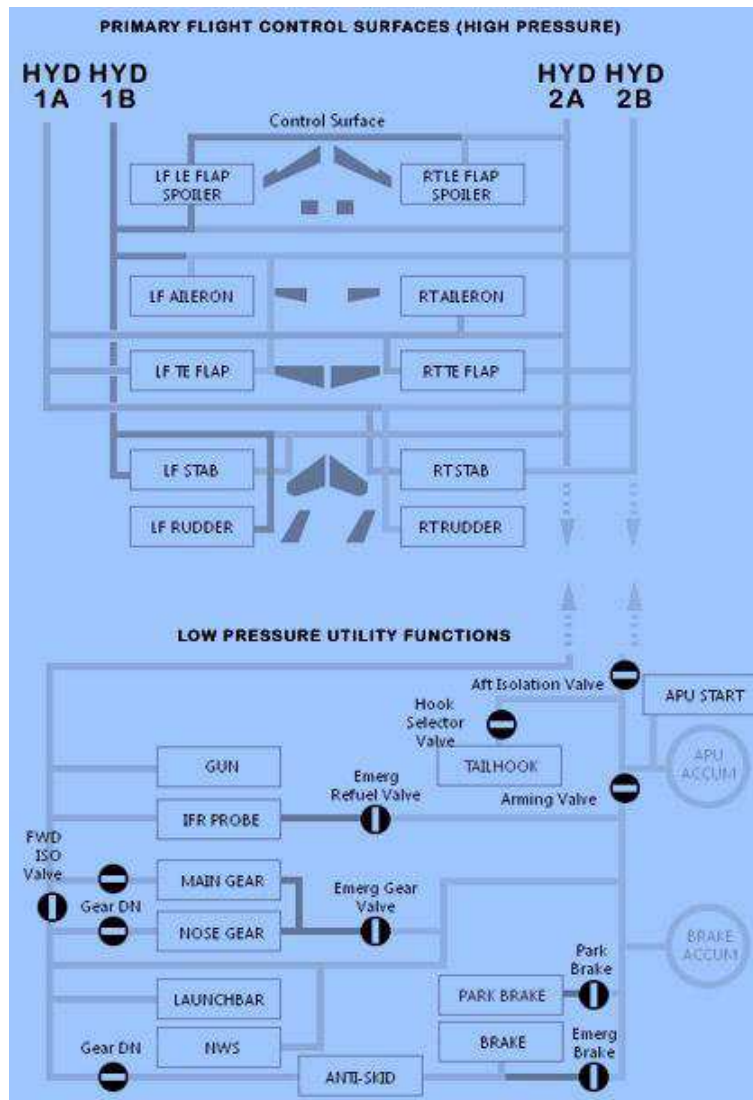 PRIMARY FLIGHT CONTROL SURFACES (HIGH PRESSURE)
HYD HYD
1A 1B
HYD HYD
2A 2B
Control Surface
LF LE FLAP
SPOILER
RT LE FLAP
SPOILER
LF AILERON
RT AILERON
LF TE FLAP
RT TE FLAP
LF STAB
RT STAB
LF RUDDER
RT RUDDER
LOW PRESSURE UTILITY FUNCTIONS
Aft Isolation Valve
APU START
Hook
Selector
Valve
TAILHOOK
APU
ACCUM
GUN
Emerg
Refuel Valve
Arming Valve
IFR PROBE
FWD
ISO
Valve
MAIN GEAR
Emerg Gear
Valve
Gear DN
NOSE GEAR
BRAKE
ACCUM
Park
Brake
LAUNCHBAR
PARK BRAKE
Gear DN
NWS
BRAKE
Emerg
Brake
ANTI-SKID